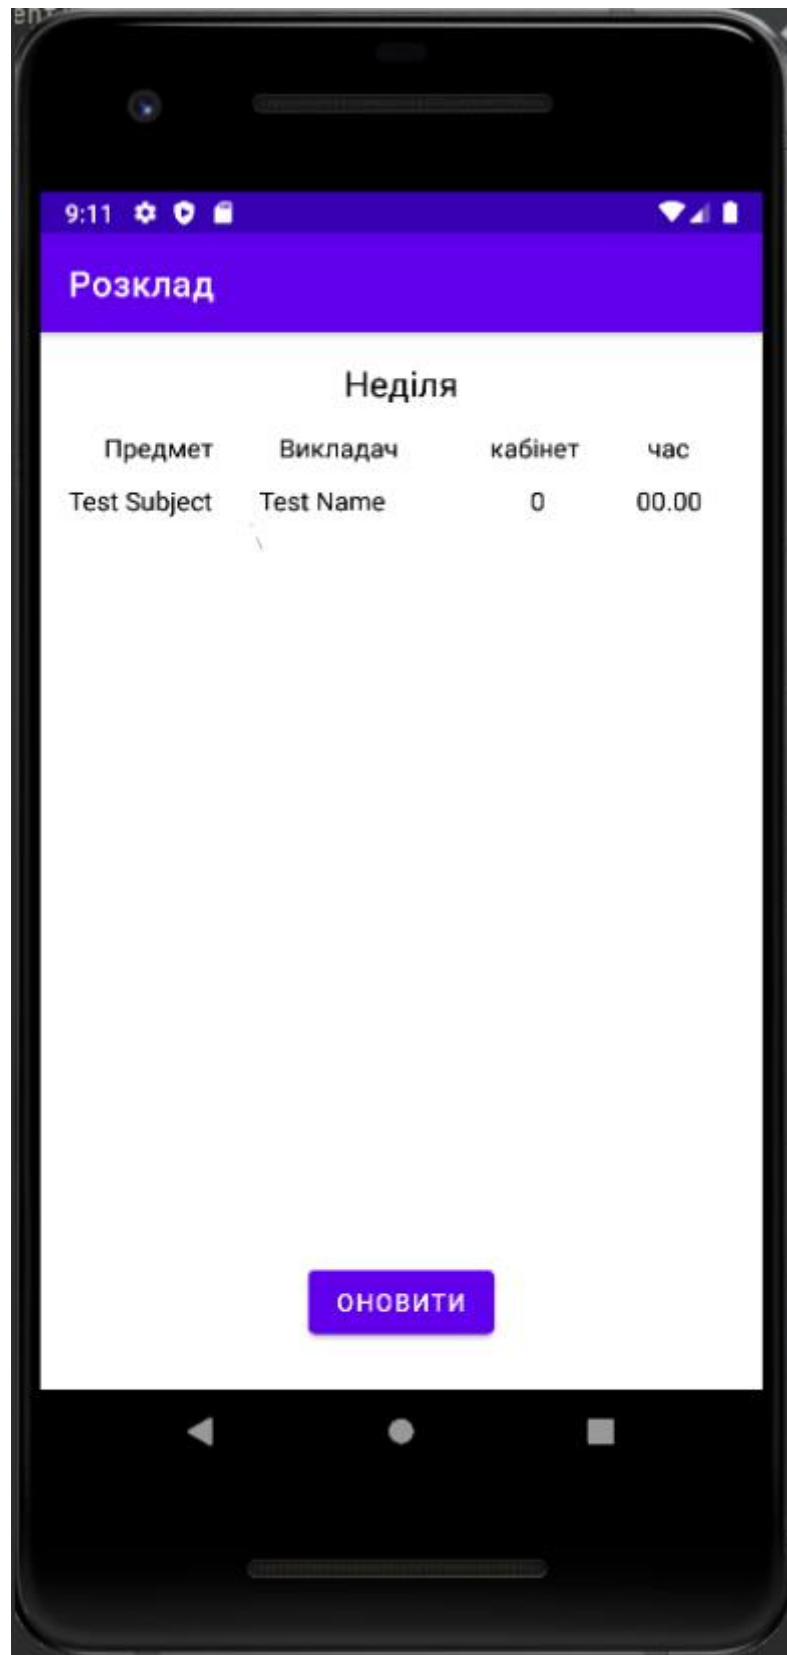 9:11
Розклад
Неділя
Предмет Викладач кабінет час
Test Subject Test Name 0 00.00
ОНОВИТИ